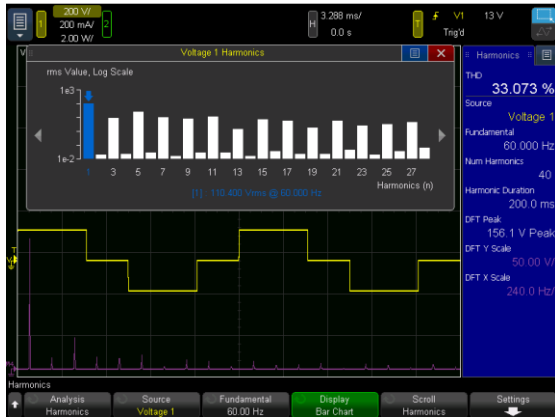 1
200 V/
200 mA/
2.00 W/
2
H
3.288 ms/
0.0 s
T
V1
13 V
Trig'd
Voltage 1 Harmonics
rms Value, Log Scale
1e3
1e-2
1 3 5 7 9 11 13 15 17 19 21 23 25 27
Harmonics (n)
[1] : 110.400 Vrms @ 60.000 Hz
Harmonics
THD
33.073 %
Source
Voltage 1
Fundamental
60.000 Hz
Num Harmonics
40
Harmonic Duration
200.0 ms
DFT Peak
156.1 V Peak
DFT Y Scale
50.00 V/
DFT X Scale
240.0 Hz/
T
Harmonics
Analysis
Harmonics
Source
Voltage 1
Fundamental
60.00 Hz
Display
Bar Chart
Scroll
Harmonics
Settings